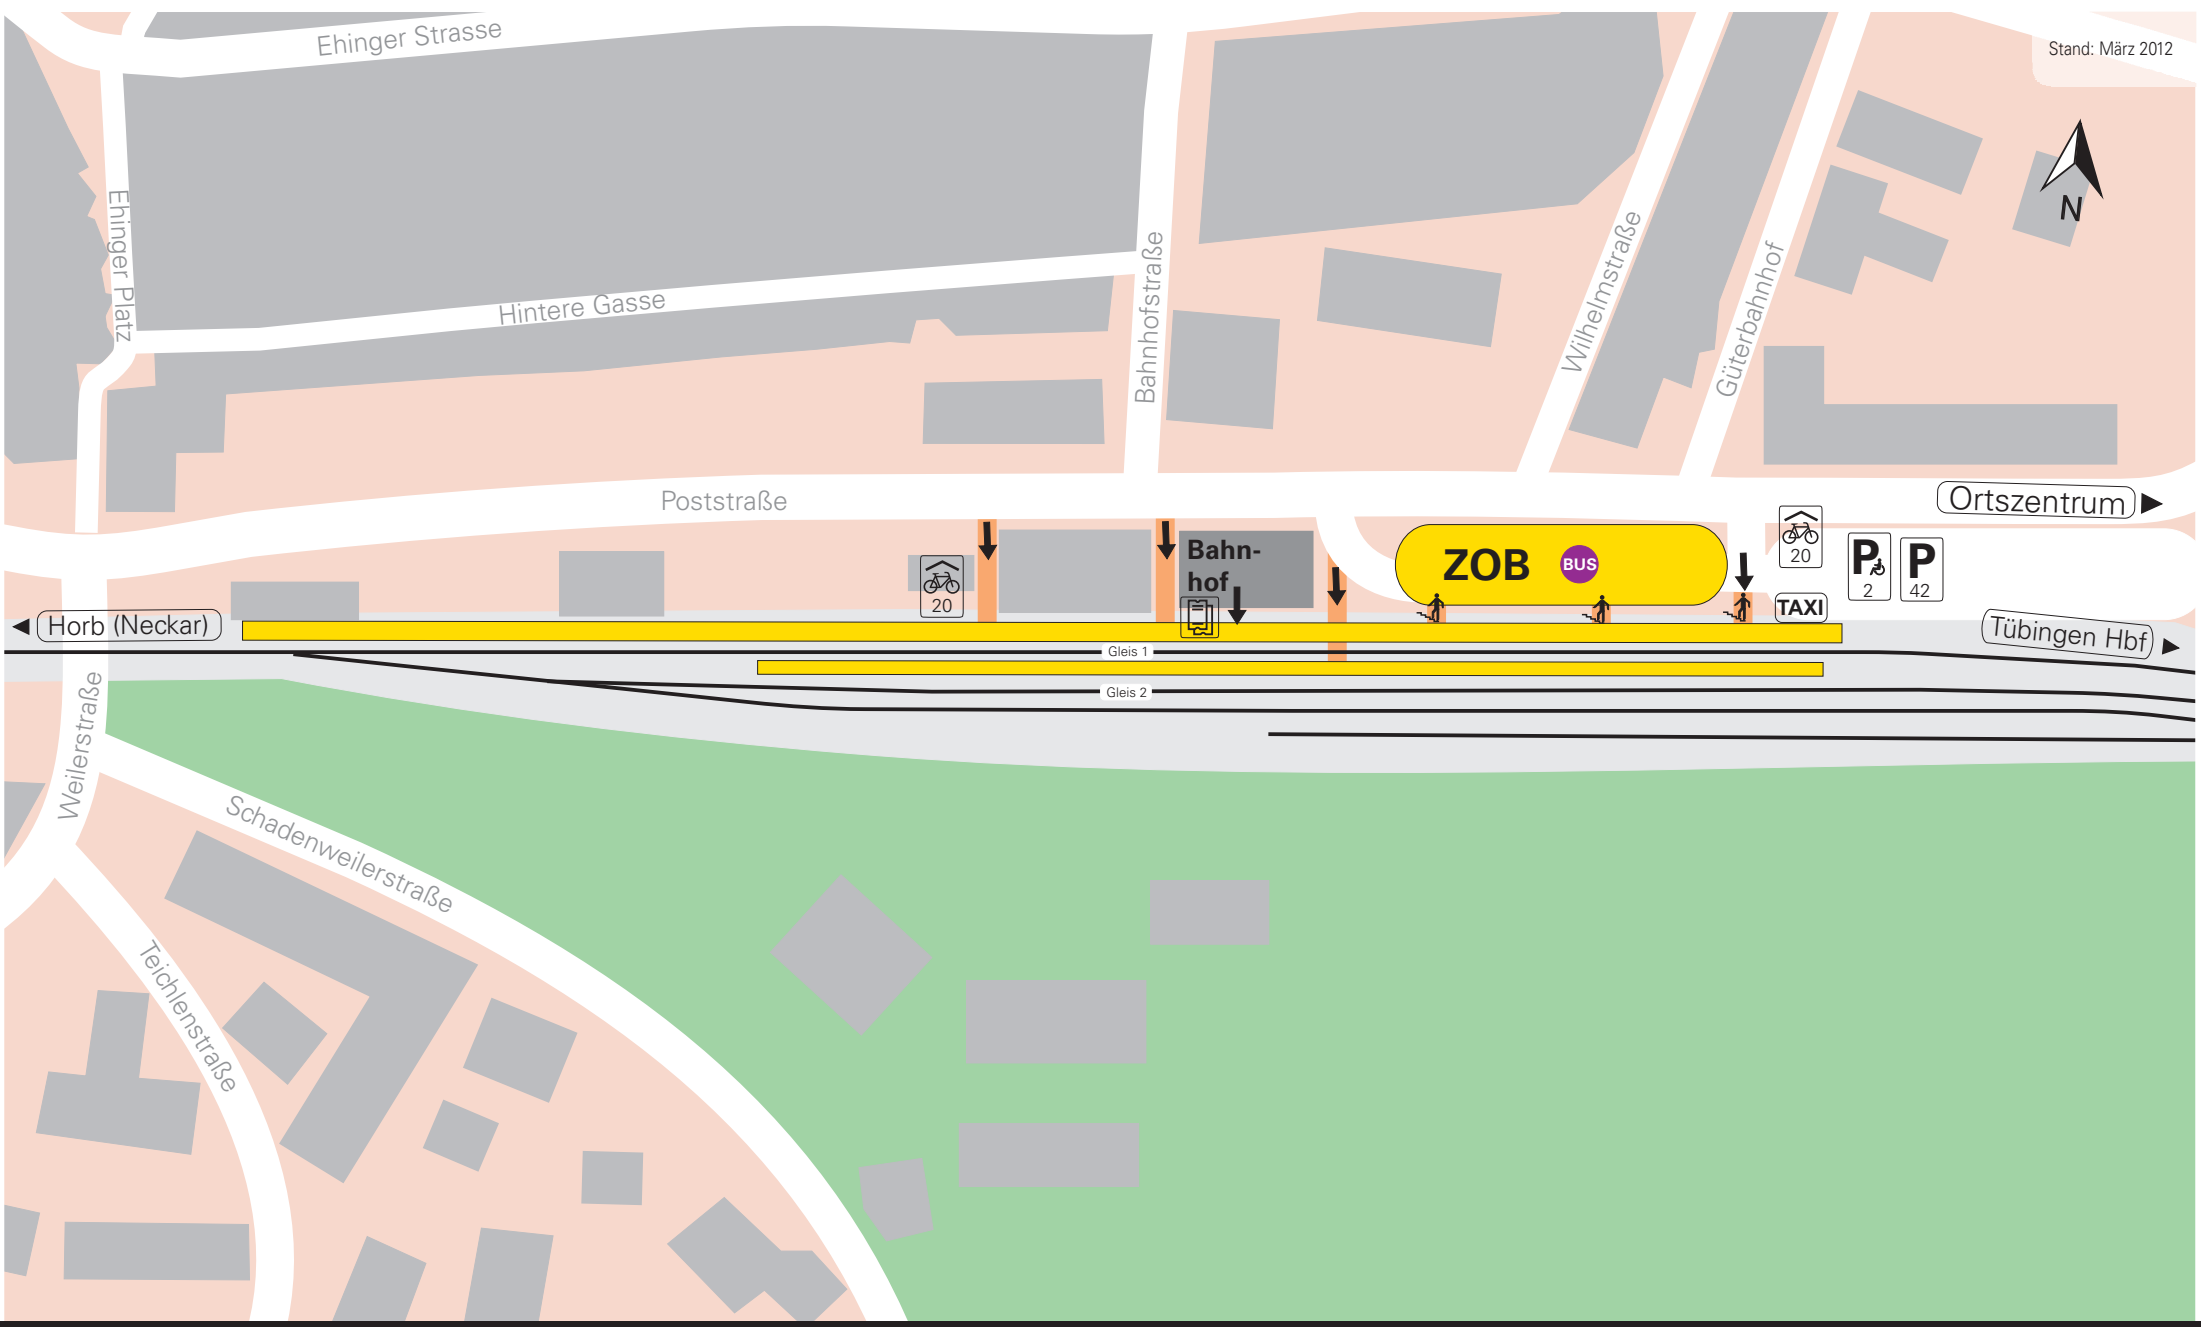 Ehinger Strasse
Stand: März 2012
N
Ehinger Platz
Hintere Gasse
Bahnhofstraße
Wilhelmstraße
Güterbahnhof
Poststraße
Ortszentrum
Bahn-
hof
ZOB BUS
20
20
P
2
P
42
TAXI
Horb (Neckar)
Tübingen Hbf
Gleis 1
Gleis 2
Weilerstraße
Schadenweilerstraße
Teichlenstraße